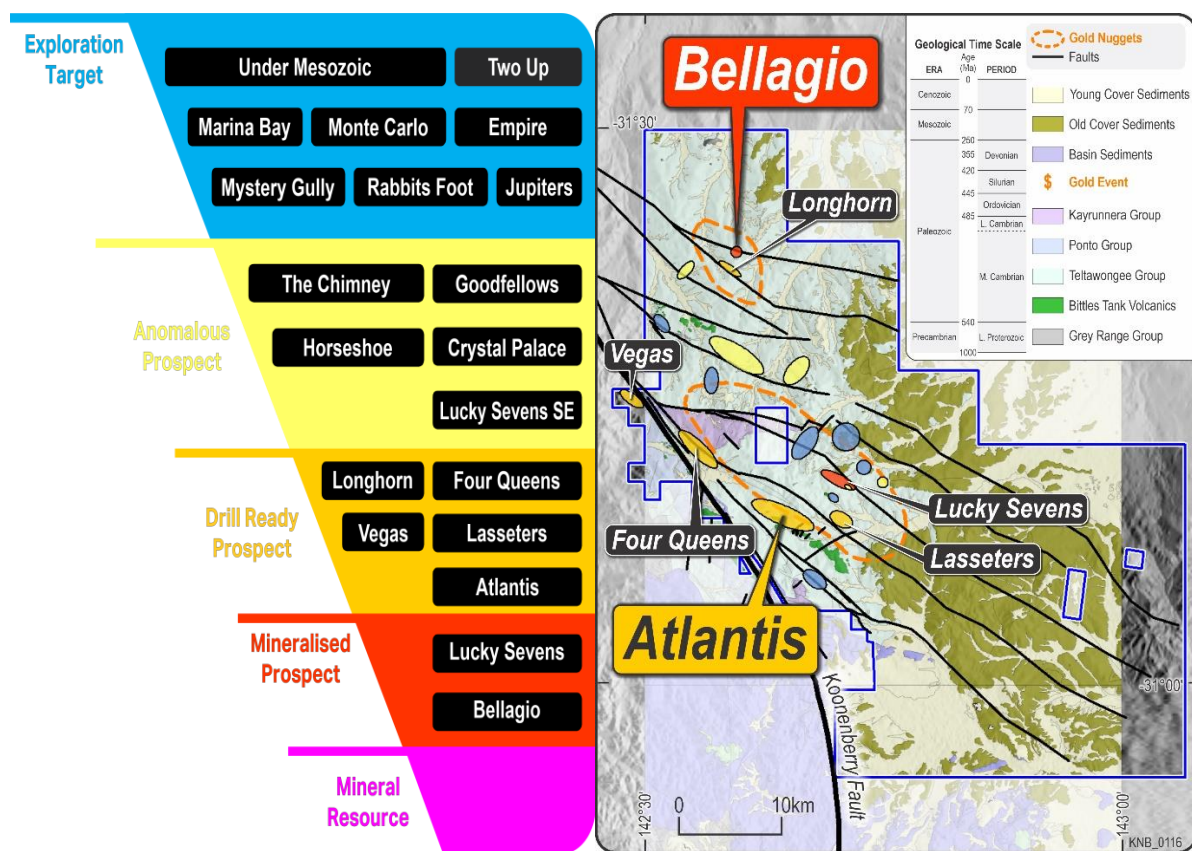 Exploration
Target
Under Mesozoic
Two Up
Marina Bay
Monte Carlo
Empire
Mystery Gully
Rabbits Foot
Jupiters
Anomalous
Prospect
The Chimney
Goodfellows
Horseshoe
Crystal Palace
Lucky Sevens SE
Drill Ready
Prospect
Longhorn
Four Queens
Vegas
Lasseters
Atlantis
Mineralised
Prospect
Lucky Sevens
Bellagio
Mineral
Resource
Bellagio
-31°30'
Longhorn
Vegas
Four Queens
Lucky Sevens
Lasseters
Atlantis
Koonenberry Fault
-31°00'
142°30'
143°00'
0 10km
KNB_0116
Geological Time Scale
ERA
Age
(Ma)
PERIOD
0
Cenozoic
70
Mesozoic
250
355 Devonian
420
Silurian
445
Ordovician
485
L. Cambrian
Paleozoic
M. Cambrian
540
Precambrian
L. Proterozoic
1000
Gold Nuggets
Faults
Young Cover Sediments
Old Cover Sediments
Basin Sediments
$ Gold Event
Kayrunnera Group
Ponto Group
Teltawongee Group
Bittles Tank Volcanics
Grey Range Group